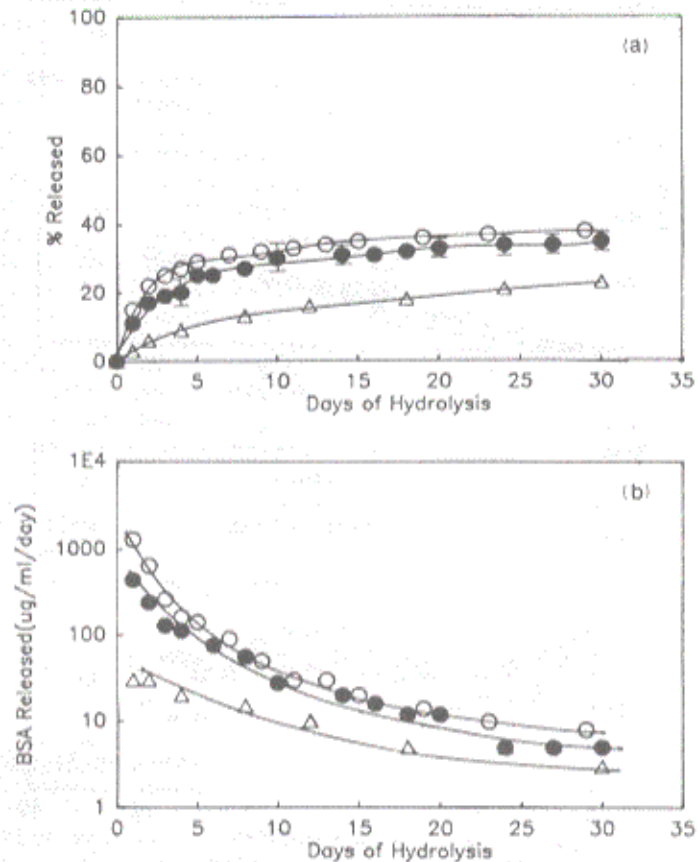 100
(a)
80
60
40
20
0
% Released
0 5 10 15 20 25 30 35
Days of Hydrolysis
1E4
(b)
1000
100
10
1
BSA Released(ug/ml/day)
0 5 10 15 20 25 30 35
Days of Hydrolysis